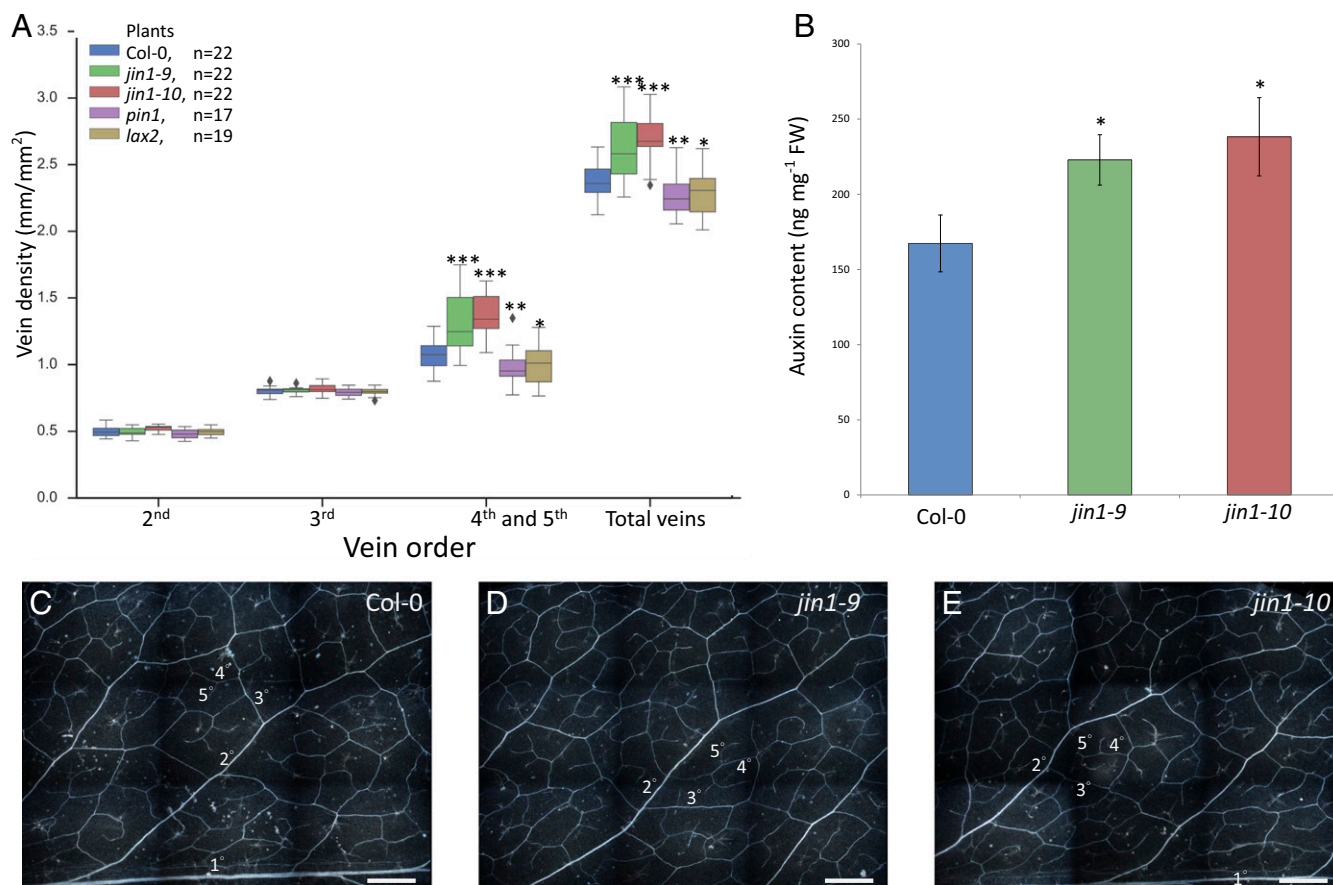 A
Plants
Col-0, n=22
jin1-9, n=22
jin1-10, n=22
pin1, n=17
lax2, n=19
Vein density (mm/mm²)
3.5
3.0
2.5
2.0
1.5
1.0
0.5
0.0
*** *** ** *
*** *** ** *
2nd 3rd 4th and 5th Total veins
Vein order
B
Auxin content (ng mg-1 FW)
300
250
200
150
100
50
0
* *
Col-0 jin1-9 jin1-10
C Col-0
4°
5° 3°
2°
1°
D jin1-9
5°
4°
2°
3°
E jin1-10
5° 4°
2°
3°
1°